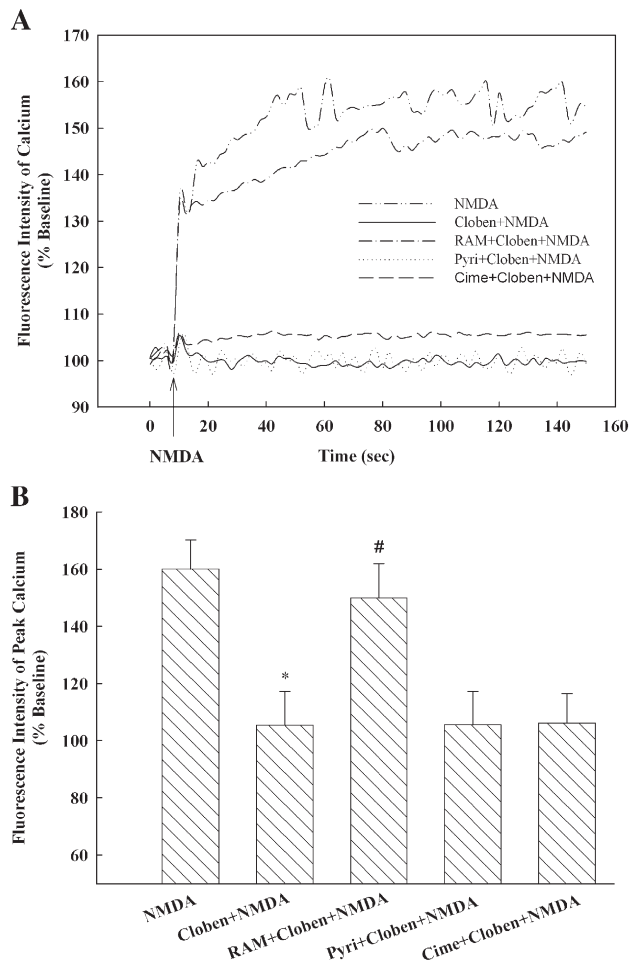 A
Fluorescence Intensity of Calcium
(% Baseline)
170
160
150
140
130
120
110
100
90
NMDA
Cloben+NMDA
RAM+Cloben+NMDA
Pyri+Cloben+NMDA
Cime+Cloben+NMDA
0 20 40 60 80 100 120 140 160
NMDA
Time (sec)
B
Fluorescence Intensity of Peak Calcium
(% Baseline)
180
160
140
120
100
80
60
*
#
NMDA
Cloben+NMDA
RAM+Cloben+NMDA
Pyri+Cloben+NMDA
Cime+Cloben+NMDA